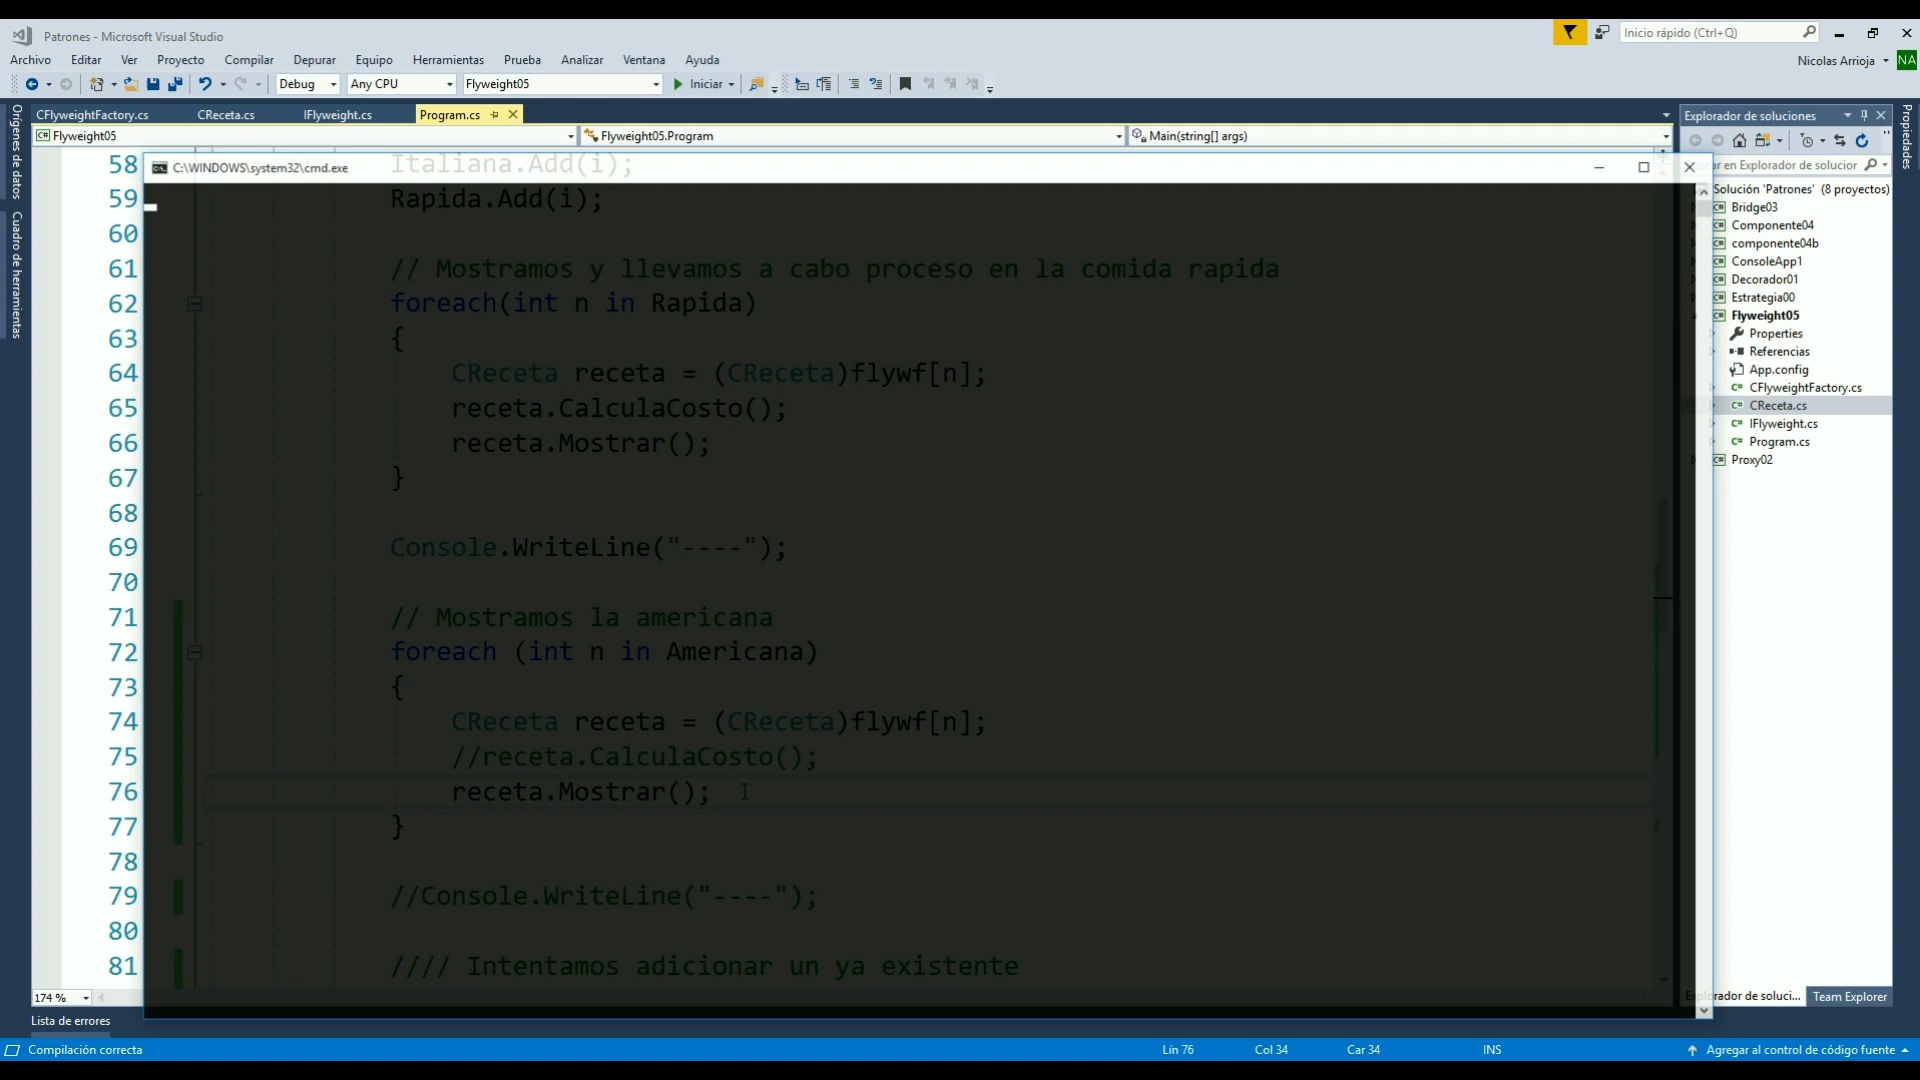 Patrones - Microsoft Visual Studio
Inicio rápido (Ctrl+Q)
Archivo Editar Ver Proyecto Compilar Depurar Equipo Herramientas Prueba Analizar Ventana Ayuda
Nicolas Arrioja NA
Debug Any CPU Flyweight05 Iniciar
CFlyweightFactory.cs CReceta.cs IFlyweight.cs Program.cs
Flyweight05 Flyweight05.Program Main(string[] args)
Orígenes de datos
Cuadro de herramientas
C:\WINDOWS\system32\cmd.exe
58 Italiana.Add(i);
59 Rapida.Add(i);
60
61 // Mostramos y llevamos a cabo proceso en la comida rapida
62 foreach(int n in Rapida)
63 {
64 CReceta receta = (CReceta)flywf[n];
65 receta.CalculaCosto();
66 receta.Mostrar();
67 }
68
69 Console.WriteLine("----");
70
71 // Mostramos la americana
72 foreach (int n in Americana)
73 {
74 CReceta receta = (CReceta)flywf[n];
75 //receta.CalculaCosto();
76 receta.Mostrar();
77 }
78
79 //Console.WriteLine("----");
80
81 //// Intentamos adicionar un ya existente
174 %
Explorador de soluciones
en Explorador de solucior
Solución 'Patrones' (8 proyectos)
Bridge03
Componente04
componente04b
ConsoleApp1
Decorador01
Estrategia00
Flyweight05
Properties
Referencias
App.config
CFlyweightFactory.cs
CReceta.cs
IFlyweight.cs
Program.cs
Proxy02
Propiedades
Explorador de soluci... Team Explorer
Lista de errores
Compilación correcta Lín 76 Col 34 Car 34 INS Agregar al control de código fuente